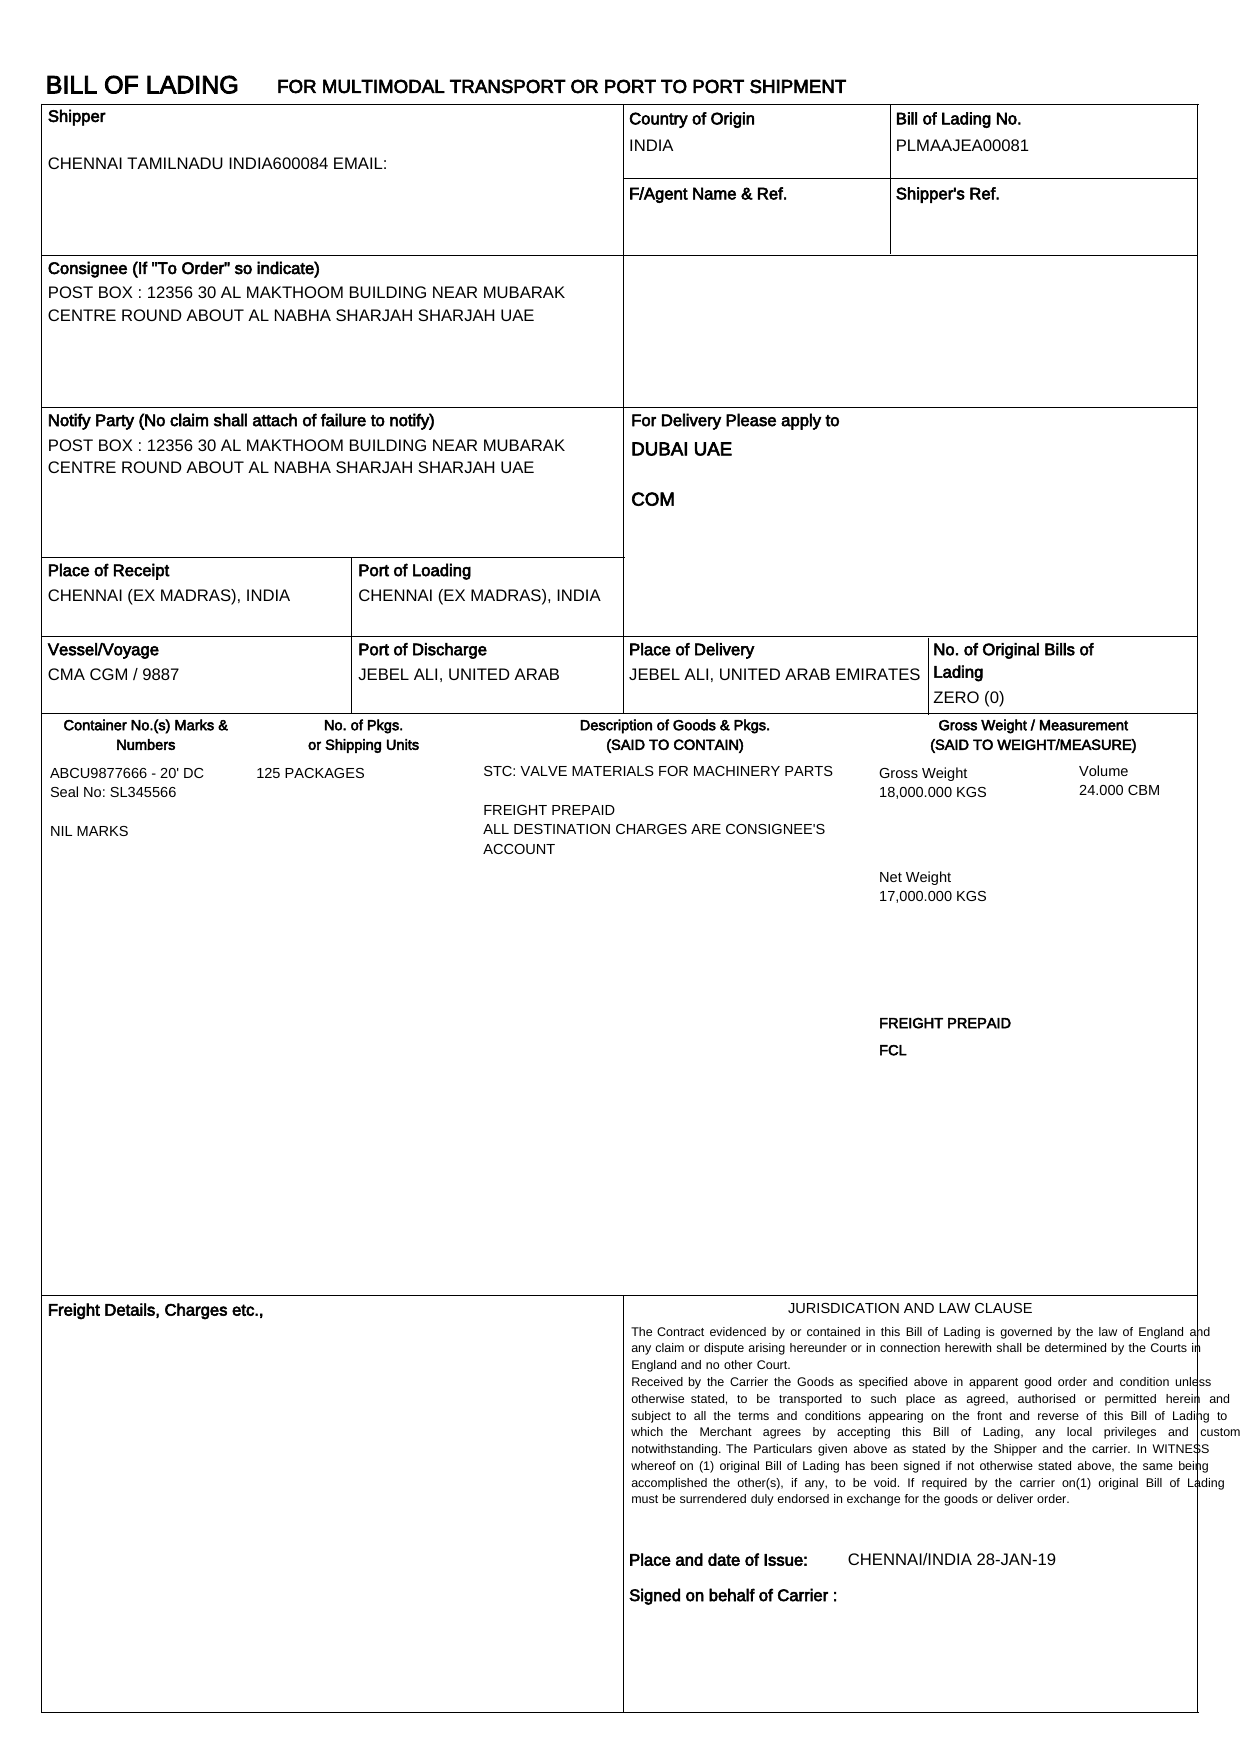 BILL OF LADING FOR MULTIMODAL TRANSPORT OR PORT TO PORT SHIPMENT
Shipper
CHENNAI TAMILNADU INDIA600084 EMAIL:
Country of Origin
INDIA
Bill of Lading No.
PLMAAJEA00081
F/Agent Name & Ref.
Shipper's Ref.
Consignee (If "To Order" so indicate)
POST BOX : 12356 30 AL MAKTHOOM BUILDING NEAR MUBARAK
CENTRE ROUND ABOUT AL NABHA SHARJAH SHARJAH UAE
Notify Party (No claim shall attach of failure to notify)
POST BOX : 12356 30 AL MAKTHOOM BUILDING NEAR MUBARAK
CENTRE ROUND ABOUT AL NABHA SHARJAH SHARJAH UAE
For Delivery Please apply to
DUBAI UAE
COM
Place of Receipt
CHENNAI (EX MADRAS), INDIA
Port of Loading
CHENNAI (EX MADRAS), INDIA
Vessel/Voyage
CMA CGM / 9887
Port of Discharge
JEBEL ALI, UNITED ARAB
Place of Delivery
JEBEL ALI, UNITED ARAB EMIRATES
No. of Original Bills of
Lading
ZERO (0)
Container No.(s) Marks &
Numbers
No. of Pkgs.
or Shipping Units
Description of Goods & Pkgs.
(SAID TO CONTAIN)
Gross Weight / Measurement
(SAID TO WEIGHT/MEASURE)
ABCU9877666 - 20' DC
Seal No: SL345566
NIL MARKS
125 PACKAGES
STC: VALVE MATERIALS FOR MACHINERY PARTS
FREIGHT PREPAID
ALL DESTINATION CHARGES ARE CONSIGNEE'S
ACCOUNT
Gross Weight
18,000.000 KGS
Volume
24.000 CBM
Net Weight
17,000.000 KGS
FREIGHT PREPAID
FCL
Freight Details, Charges etc.,
JURISDICATION AND LAW CLAUSE
The Contract evidenced by or contained in this Bill of Lading is governed by the law of England and
any claim or dispute arising hereunder or in connection herewith shall be determined by the Courts in
England and no other Court.
Received by the Carrier the Goods as specified above in apparent good order and condition unless
otherwise stated, to be transported to such place as agreed, authorised or permitted herein and
subject to all the terms and conditions appearing on the front and reverse of this Bill of Lading to
which the Merchant agrees by accepting this Bill of Lading, any local privileges and custom
notwithstanding. The Particulars given above as stated by the Shipper and the carrier. In WITNESS
whereof on (1) original Bill of Lading has been signed if not otherwise stated above, the same being
accomplished the other(s), if any, to be void. If required by the carrier on(1) original Bill of Lading
must be surrendered duly endorsed in exchange for the goods or deliver order.
Place and date of Issue: CHENNAI/INDIA 28-JAN-19
Signed on behalf of Carrier :